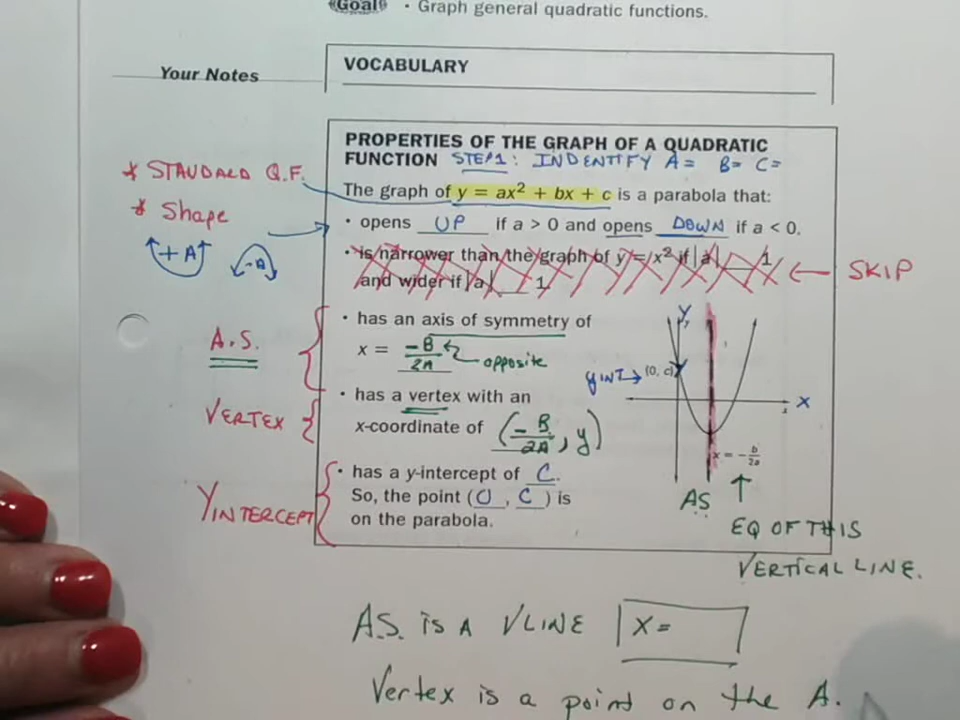 Goal • Graph general quadratic functions.
Your Notes
VOCABULARY
PROPERTIES OF THE GRAPH OF A QUADRATIC
FUNCTION STEP 1: INDENTIFY A= B= C=
* STANDARD Q.F.
The graph of y = ax² + bx + c is a parabola that:
* Shape
• opens UP if a > 0 and opens DOWN if a < 0.
+A -A
• is narrower than the graph of y = x² if |a| 1
and wider if |a| 1.
← SKIP
A.S.
• has an axis of symmetry of
x = -B/2A ← opposite
VERTEX
• has a vertex with an
x-coordinate of (-B/2A, y)
YINTERCEPT
• has a y-intercept of C.
So, the point (0, C) is
on the parabola.
y
y INT → (0, c)
x
x = -b/2a
AS
EQ OF THIS
VERTICAL LINE.
A.S. IS A VLINE X=
Vertex is a point on the A.